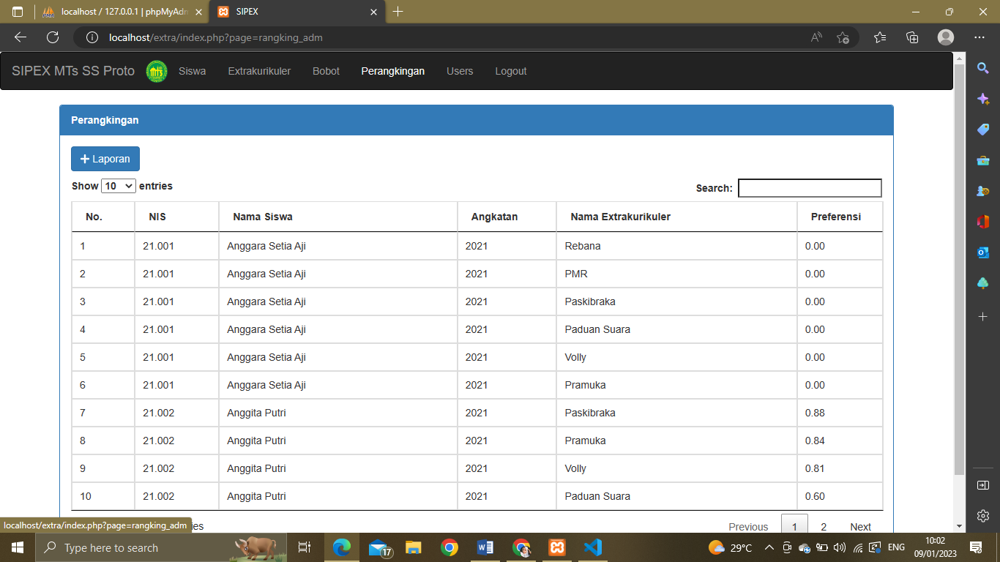 localhost / 127.0.0.1 | phpMyAdm
SIPEX
localhost/extra/index.php?page=rangking_adm
SIPEX MTs SS Proto Siswa Extrakurikuler Bobot Perangkingan Users Logout
Perangkingan
Laporan
Show 10 entries Search:
No. NIS Nama Siswa Angkatan Nama Extrakurikuler Preferensi
1 21.001 Anggara Setia Aji 2021 Rebana 0.00
2 21.001 Anggara Setia Aji 2021 PMR 0.00
3 21.001 Anggara Setia Aji 2021 Paskibraka 0.00
4 21.001 Anggara Setia Aji 2021 Paduan Suara 0.00
5 21.001 Anggara Setia Aji 2021 Volly 0.00
6 21.001 Anggara Setia Aji 2021 Pramuka 0.00
7 21.002 Anggita Putri 2021 Paskibraka 0.88
8 21.002 Anggita Putri 2021 Pramuka 0.84
9 21.002 Anggita Putri 2021 Volly 0.81
10 21.002 Anggita Putri 2021 Paduan Suara 0.60
localhost/extra/index.php?page=rangking_adm ies Previous 1 2 Next
Type here to search 17 29°C ENG 10:02
09/01/2023